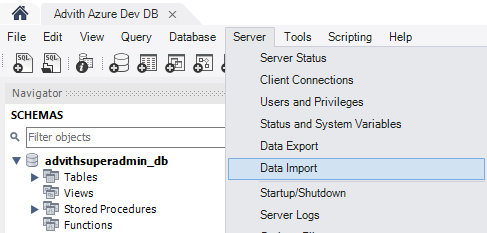 Advith Azure Dev DB ×
File Edit View Query Database Server Tools Scripting Help
SQL SQL
Navigator
SCHEMAS
Filter objects
advithsuperadmin_db
Tables
Views
Stored Procedures
Functions
Server Status
Client Connections
Users and Privileges
Status and System Variables
Data Export
Data Import
Startup/Shutdown
Server Logs